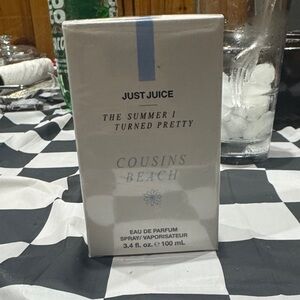 JUST JUICE
THE SUMMER I
TURNED PRETTY
COUSINS
BEACH
EAU DE PARFUM
SPRAY/ VAPORISATEUR
3.4 fl. oz. ℮ 100 mL